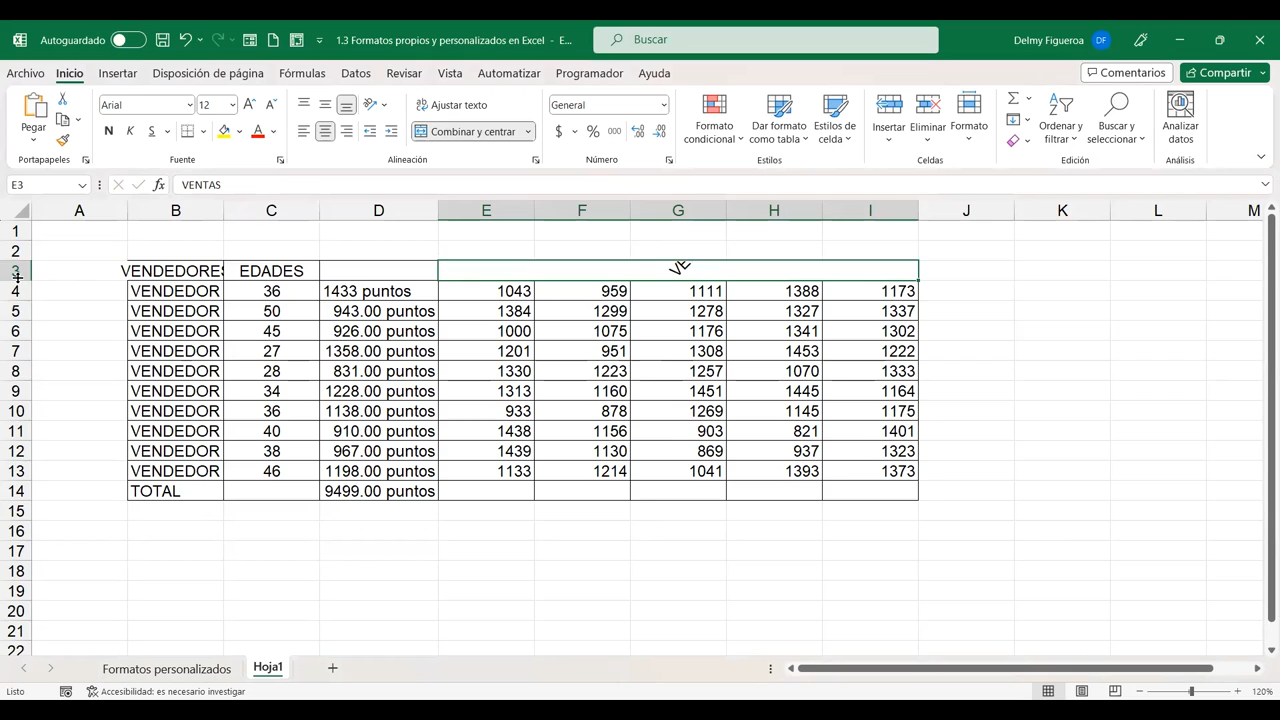 Autoguardado
1.3 Formatos propios y personalizados en Excel - E...
Buscar
Delmy Figueroa DF
Archivo Inicio Insertar Disposición de página Fórmulas Datos Revisar Vista Automatizar Programador Ayuda
Comentarios Compartir
Pegar
Arial 12
N K S
Ajustar texto
Combinar y centrar
General
$ % 000
Formato condicional
Dar formato como tabla
Estilos de celda
Insertar Eliminar Formato
Ordenar y filtrar
Buscar y seleccionar
Analizar datos
Portapapeles Fuente Alineación Número Estilos Celdas Edición Análisis
E3 fx VENTAS
A B C D E F G H I J K L M
1
2
3 VENDEDORES EDADES VE
4 VENDEDOR 36 1433 puntos 1043 959 1111 1388 1173
5 VENDEDOR 50 943.00 puntos 1384 1299 1278 1327 1337
6 VENDEDOR 45 926.00 puntos 1000 1075 1176 1341 1302
7 VENDEDOR 27 1358.00 puntos 1201 951 1308 1453 1222
8 VENDEDOR 28 831.00 puntos 1330 1223 1257 1070 1333
9 VENDEDOR 34 1228.00 puntos 1313 1160 1451 1445 1164
10 VENDEDOR 36 1138.00 puntos 933 878 1269 1145 1175
11 VENDEDOR 40 910.00 puntos 1438 1156 903 821 1401
12 VENDEDOR 38 967.00 puntos 1439 1130 869 937 1323
13 VENDEDOR 46 1198.00 puntos 1133 1214 1041 1393 1373
14 TOTAL 9499.00 puntos
15
16
17
18
19
20
21
22
Formatos personalizados Hoja1
Listo Accesibilidad: es necesario investigar 120%